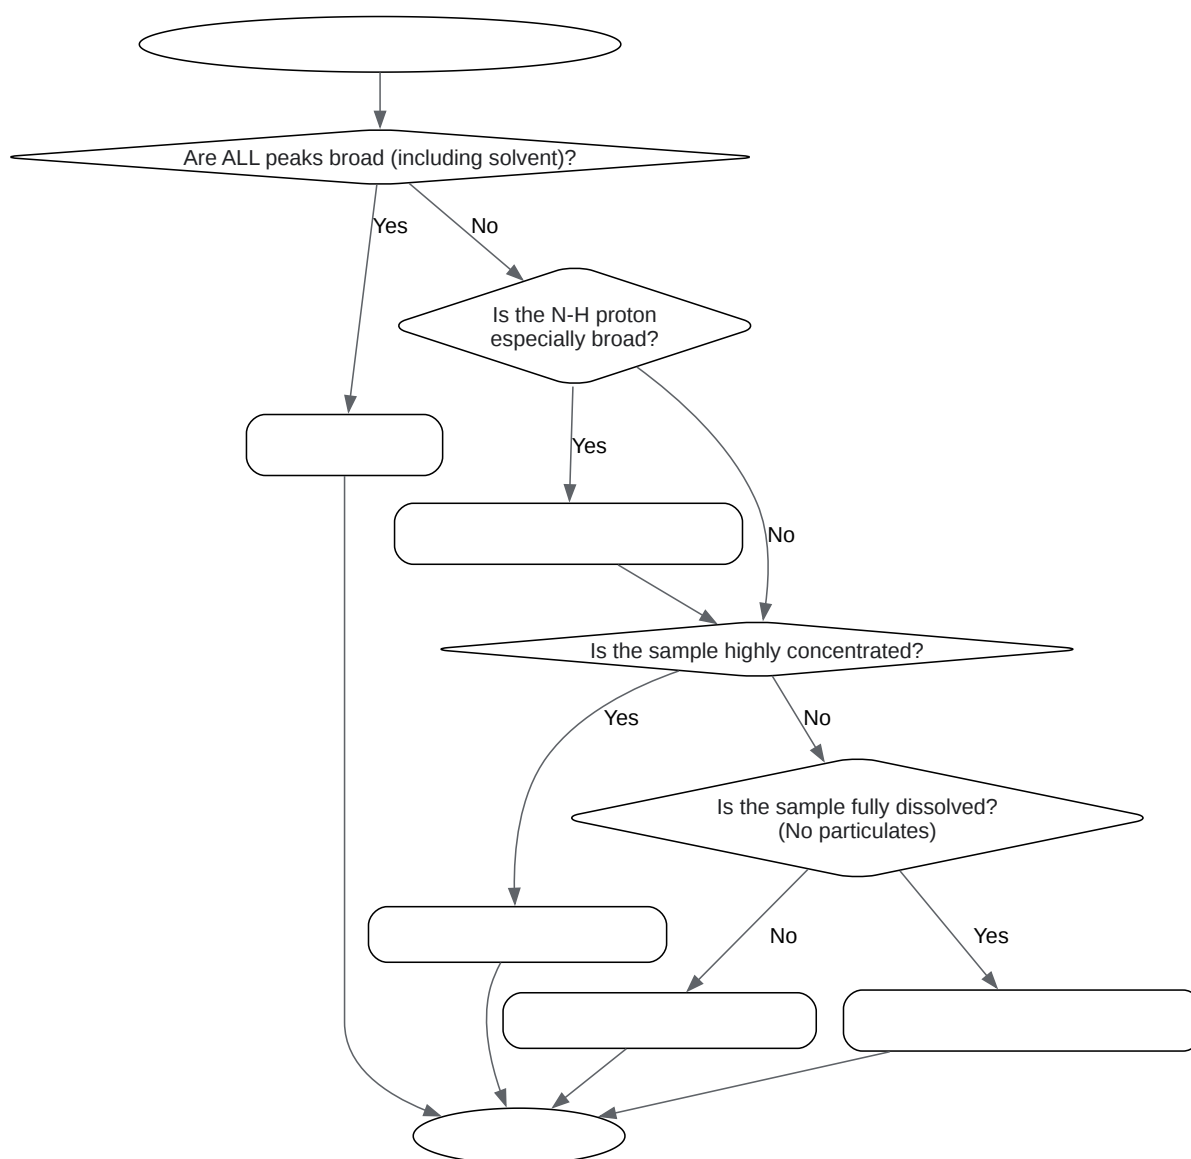 Are ALL peaks broad (including solvent)?
Yes
No
Is the N-H proton
especially broad?
Yes
No
Is the sample highly concentrated?
Yes
No
Is the sample fully dissolved?
(No particulates)
No
Yes